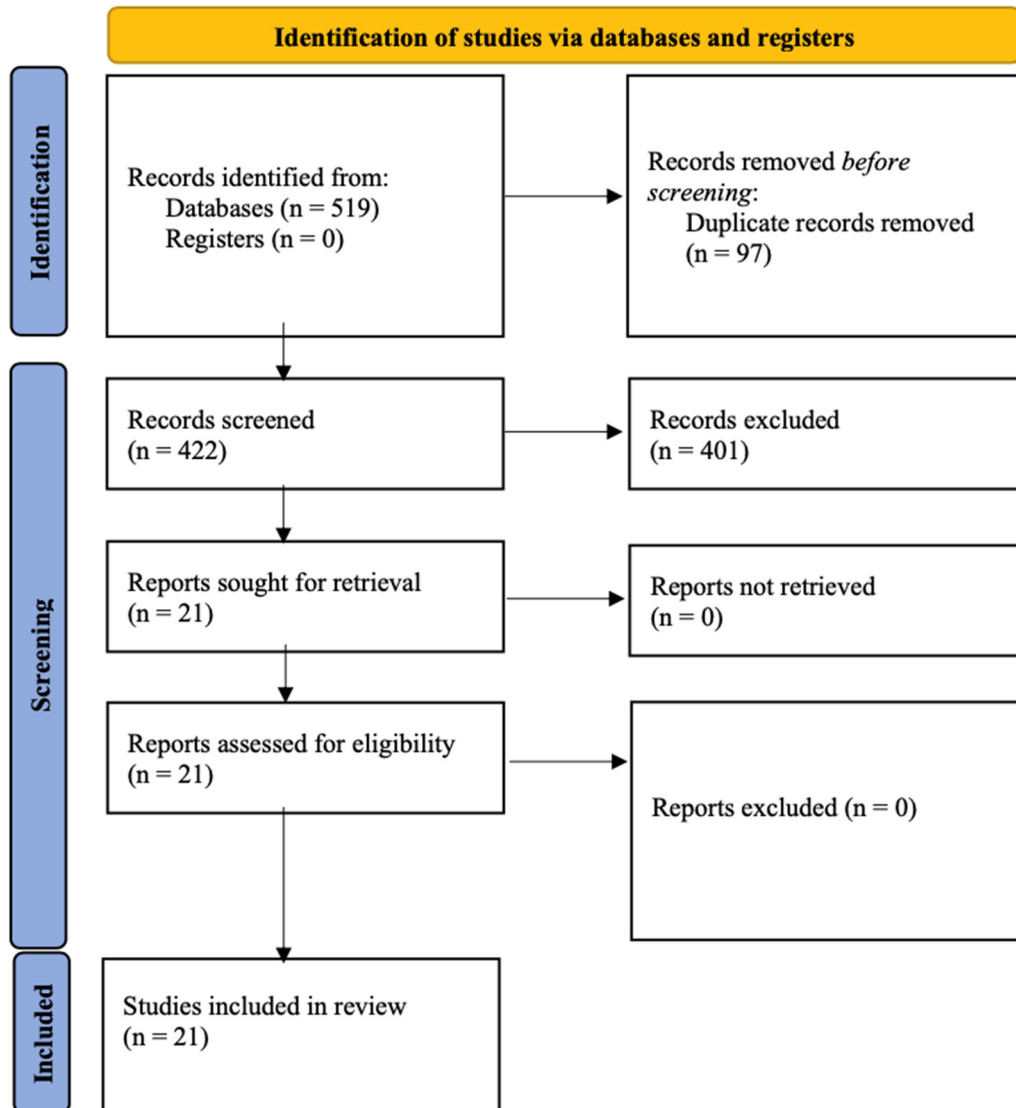 Identification of studies via databases and registers
Identification
Records identified from:
Databases (n = 519)
Registers (n = 0)
Records removed before
screening:
Duplicate records removed
(n = 97)
Screening
Records screened
(n = 422)
Records excluded
(n = 401)
Reports sought for retrieval
(n = 21)
Reports not retrieved
(n = 0)
Reports assessed for eligibility
(n = 21)
Reports excluded (n = 0)
Included
Studies included in review
(n = 21)